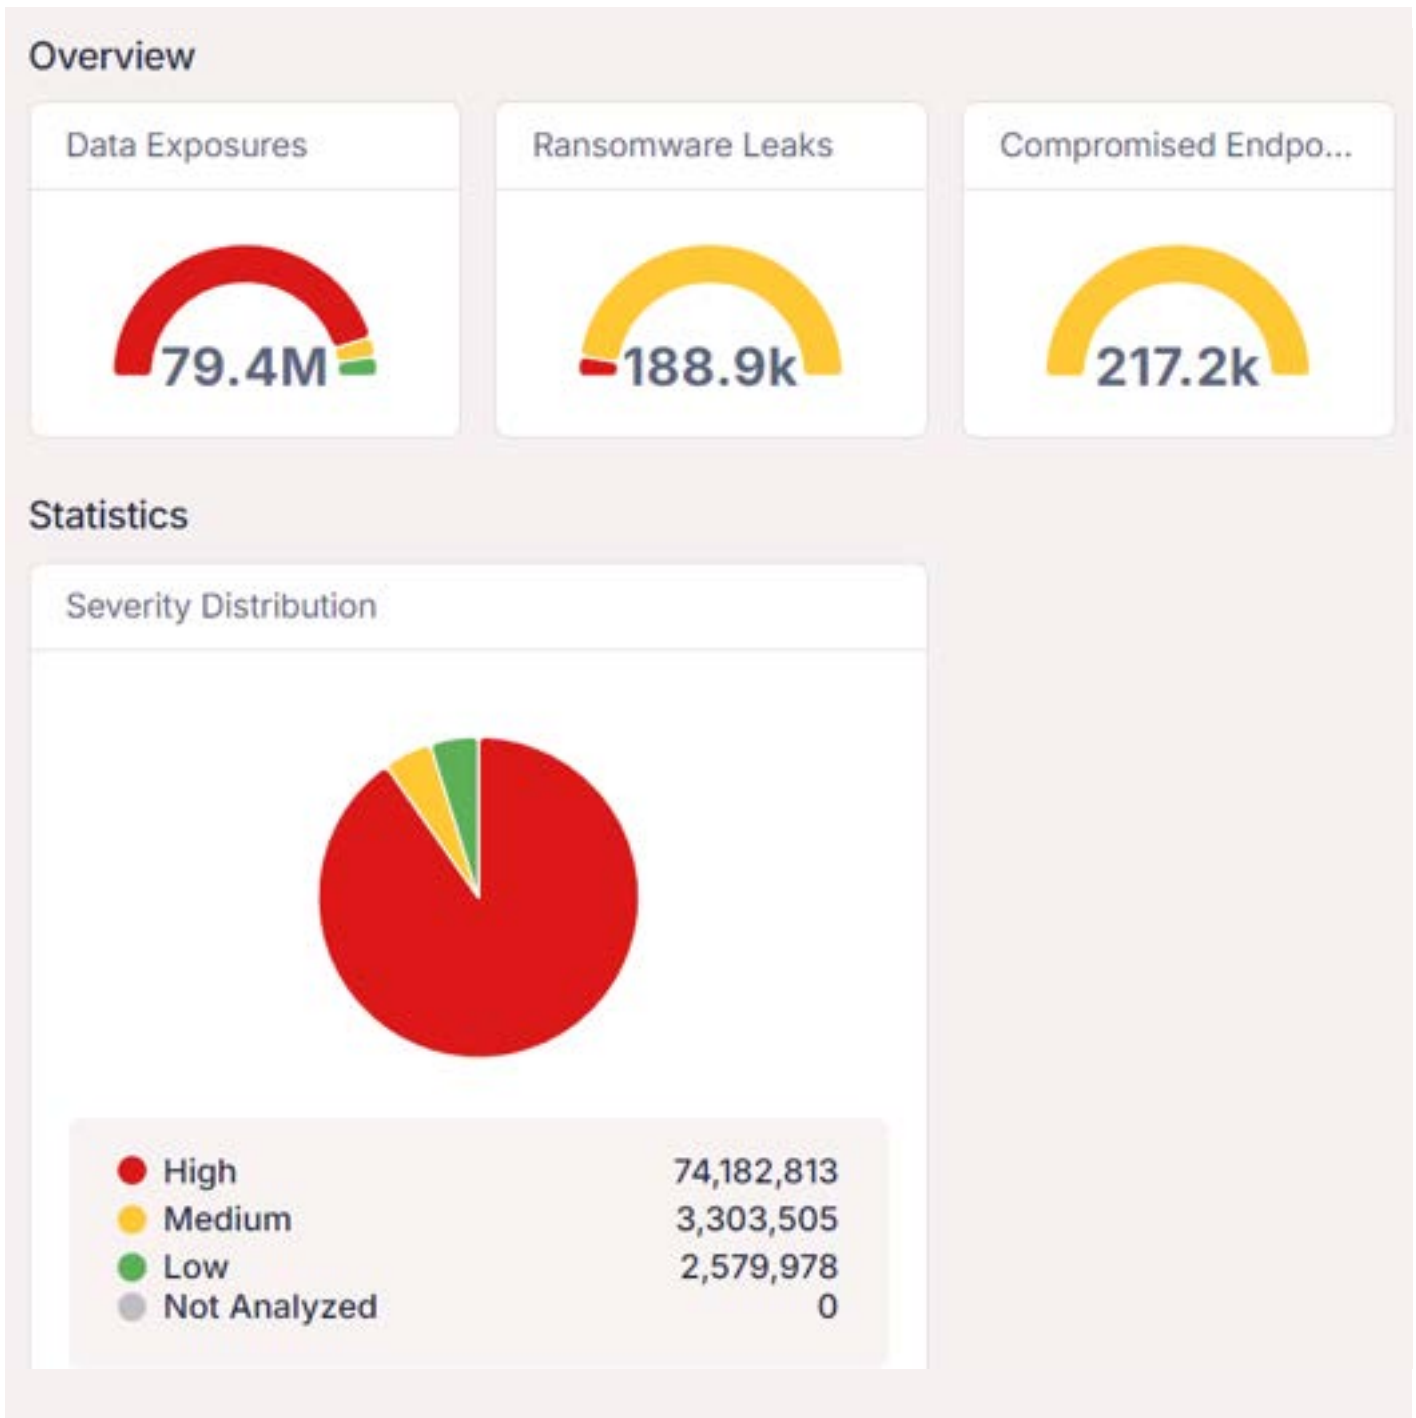 Overview
Data Exposures
Ransomware Leaks
Compromised Endpo...
79.4M
188.9k
217.2k
Statistics
Severity Distribution
High 74,182,813
Medium 3,303,505
Low 2,579,978
Not Analyzed 0